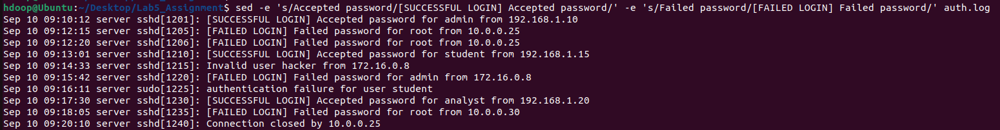 hdoop@Ubuntu:~/Desktop/Lab5_Assignment$ sed -e 's/Accepted password/[SUCCESSFUL LOGIN] Accepted password/' -e 's/Failed password/[FAILED LOGIN] Failed password/' auth.log
Sep 10 09:10:12 server sshd[1201]: [SUCCESSFUL LOGIN] Accepted password for admin from 192.168.1.10
Sep 10 09:12:15 server sshd[1205]: [FAILED LOGIN] Failed password for root from 10.0.0.25
Sep 10 09:12:20 server sshd[1206]: [FAILED LOGIN] Failed password for root from 10.0.0.25
Sep 10 09:13:01 server sshd[1210]: [SUCCESSFUL LOGIN] Accepted password for student from 192.168.1.15
Sep 10 09:14:33 server sshd[1215]: Invalid user hacker from 172.16.0.8
Sep 10 09:15:42 server sshd[1220]: [FAILED LOGIN] Failed password for admin from 172.16.0.8
Sep 10 09:16:11 server sudo[1225]: authentication failure for user student
Sep 10 09:17:30 server sshd[1230]: [SUCCESSFUL LOGIN] Accepted password for analyst from 192.168.1.20
Sep 10 09:18:05 server sshd[1235]: [FAILED LOGIN] Failed password for root from 10.0.0.30
Sep 10 09:20:10 server sshd[1240]: Connection closed by 10.0.0.25